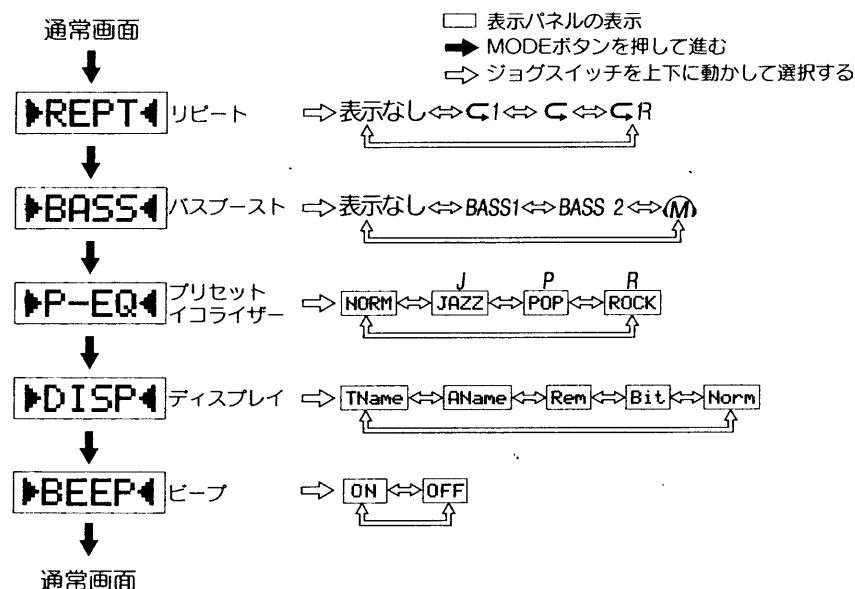 通常画面
表示パネルの表示
MODEボタンを押して進む
ジョグスイッチを上下に動かして選択する
REPT リピート 表示なし 1 R
BASS バスブースト 表示なし BASS1 BASS 2 M
J P R
P-EQ プリセット NORM JAZZ POP ROCK
イコライザー
DISP ディスプレイ TName AName Rem Bit Norm
BEEP ビープ ON OFF
通常画面